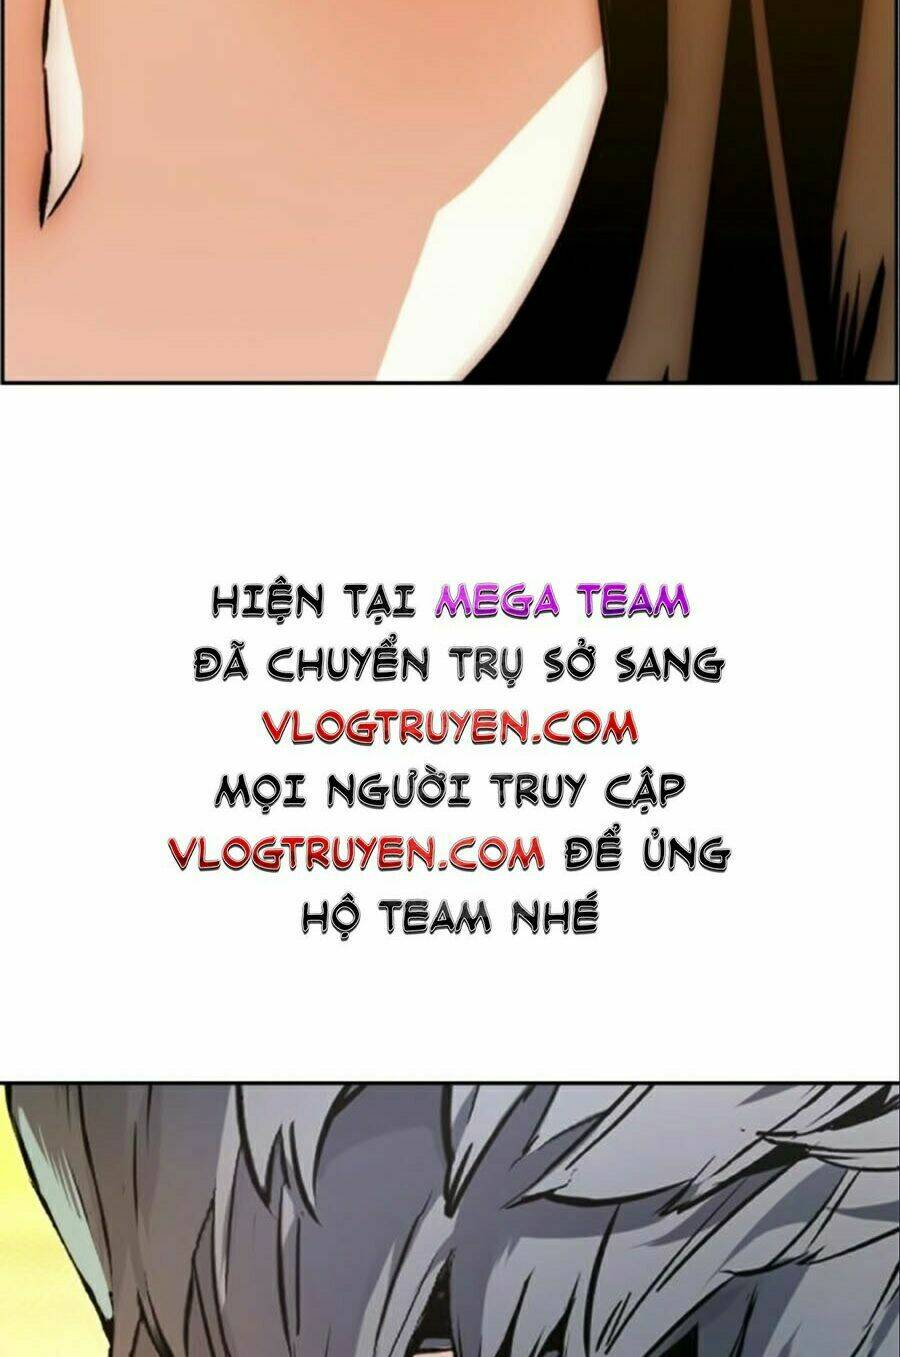 HIỆN TẠI MEGA TEAM
ĐÃ CHUYỂN TRỤ SỞ SANG
VLOGTRUYEN.COM
MỌI NGƯỜI TRUY CẬP
VLOGTRUYEN.COM ĐỂ ỦNG
HỘ TEAM NHÉ